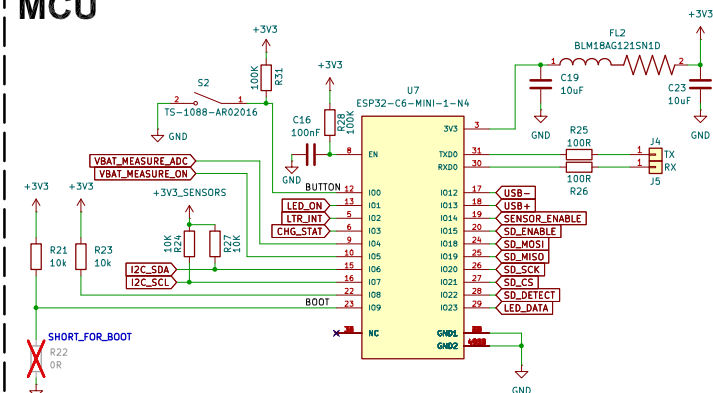 MCU
+3V3
FL2
BLM18AG121SN1D
1
2
C19
10uF
C23
10uF
GND
GND
+3V3
100K
R31
S2
2
1
TS-1088-AR02016
GND
+3V3
R28
100K
C16
100nF
GND
U7
ESP32-C6-MINI-1-N4
3
3V3
8
EN
31
TXD0
30
RXD0
R25
100R
100R
R26
J4
1
TX
1
RX
J5
VBAT_MEASURE_ADC
VBAT_MEASURE_ON
BUTTON
12
IO0
LED_ON
13
IO1
LTR_INT
5
IO2
CHG_STAT
6
IO3
9
IO4
10
IO5
I2C_SDA
15
IO6
I2C_SCL
16
IO7
22
IO8
BOOT
23
IO9
NC
IO12
17
USB-
IO13
18
USB+
IO14
19
SENSOR_ENABLE
IO15
20
SD_ENABLE
IO18
24
SD_MOSI
IO19
25
SD_MISO
IO20
26
SD_SCK
IO21
27
SD_CS
IO22
28
SD_DETECT
IO23
29
LED_DATA
GND1
GND2
GND
+3V3
+3V3
+3V3_SENSORS
R21
10k
R23
10k
10K
R24
R27
10K
SHORT_FOR_BOOT
R22
0R